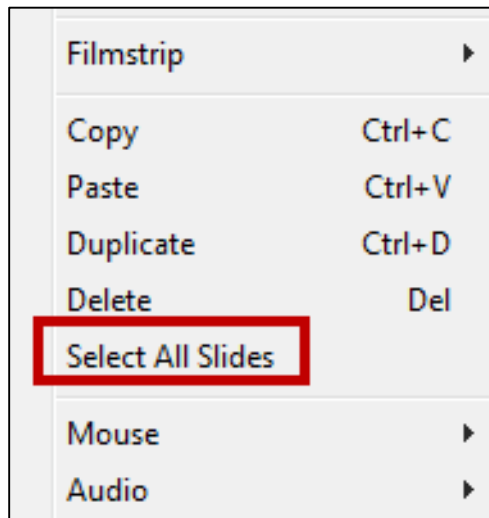 Filmstrip
Copy Ctrl+C
Paste Ctrl+V
Duplicate Ctrl+D
Delete Del
Select All Slides
Mouse
Audio